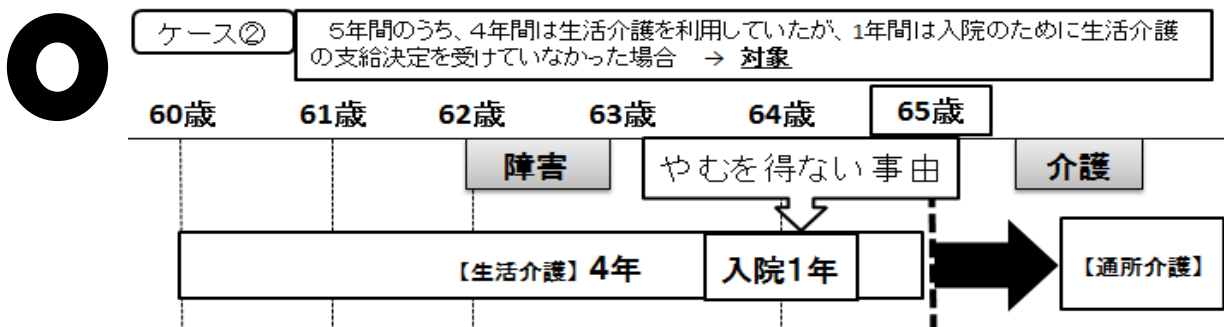 ケース②
５年間のうち、４年間は生活介護を利用していたが、1年間は入院のために生活介護
の支給決定を受けていなかった場合　→　対象
60歳 61歳 62歳 63歳 64歳 65歳
障害 やむを得ない事由 介護
【生活介護】4年 入院1年 【通所介護】